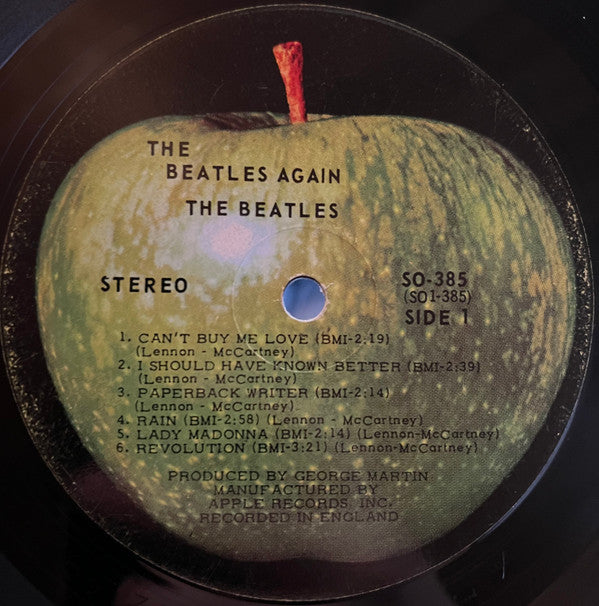 THE
BEATLES AGAIN
THE BEATLES
STEREO
SO-385
(SO1-385)
SIDE 1
1. CAN'T BUY ME LOVE (BMI-2:19)
(Lennon - McCartney)
2. I SHOULD HAVE KNOWN BETTER (BMI-2:39)
(Lennon - McCartney)
3. PAPERBACK WRITER (BMI-2:14)
(Lennon - McCartney)
4. RAIN (BMI-2:58) (Lennon - McCartney)
5. LADY MADONNA (BMI-2:14) (Lennon-McCartney)
6. REVOLUTION (BMI-3:21) (Lennon-McCartney)
PRODUCED BY GEORGE MARTIN
MANUFACTURED BY
APPLE RECORDS, INC.
RECORDED IN ENGLAND